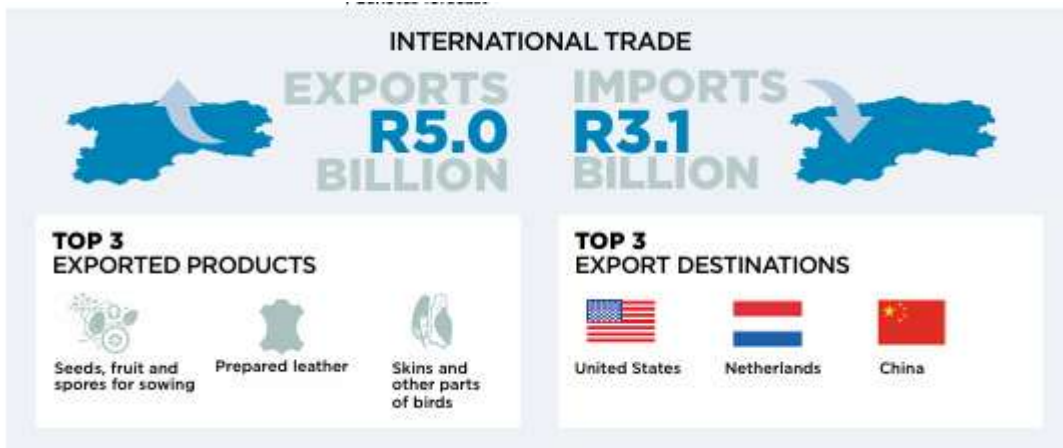 INTERNATIONAL TRADE
EXPORTS
R5.0
BILLION
IMPORTS
R3.1
BILLION
TOP 3
EXPORTED PRODUCTS
Seeds, fruit and
spores for sowing
Prepared leather
Skins and
other parts
of birds
TOP 3
EXPORT DESTINATIONS
United States
Netherlands
China